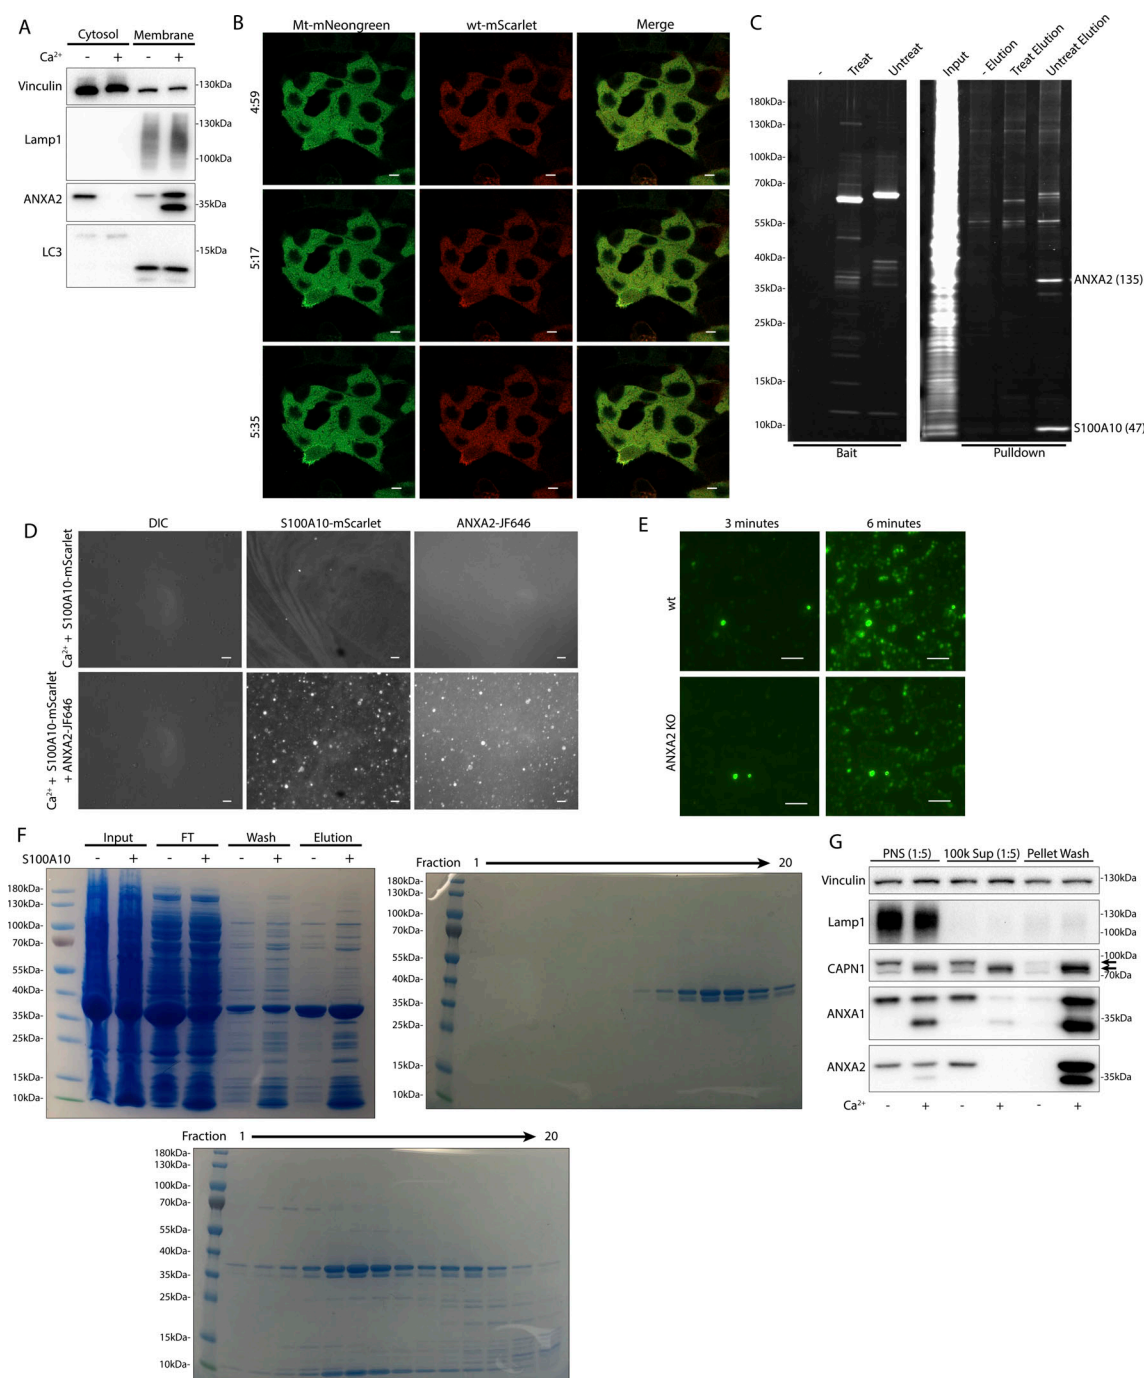 A
Cytosol Membrane
Ca²⁺ - + - +
Vinculin -130kDa
-130kDa
Lamp1
-100kDa
ANXA2 -35kDa
-15kDa
LC3
B
Mt-mNeongreen wt-mScarlet Merge
4:59
5:17
5:35
C
- Treat Untreat Input - Elution Treat Elution Untreat Elution
180kDa-
130kDa-
100kDa-
70kDa-
55kDa-
40kDa-
35kDa-
25kDa-
15kDa-
10kDa-
ANXA2 (135)
S100A10 (47)
Bait Pulldown
D
DIC S100A10-mScarlet ANXA2-JF646
Ca²⁺ + S100A10-mScarlet
Ca²⁺ + S100A10-mScarlet
+ ANXA2-JF646
E
3 minutes 6 minutes
wt
ANXA2 KO
F
Input FT Wash Elution
S100A10 - + - + - + - +
180kDa-
130kDa-
100kDa-
70kDa-
55kDa-
40kDa-
35kDa-
25kDa-
15kDa-
10kDa-
Fraction 1 20
180kDa-
130kDa-
100kDa-
70kDa-
55kDa-
40kDa-
35kDa-
25kDa-
15kDa-
10kDa-
Fraction 1 20
180kDa-
130kDa-
100kDa-
70kDa-
55kDa-
40kDa-
35kDa-
25kDa-
15kDa-
10kDa-
G
PNS (1:5) 100k Sup (1:5) Pellet Wash
Vinculin -130kDa
Lamp1 -130kDa
-100kDa
CAPN1 -100kDa
-70kDa
ANXA1 -35kDa
ANXA2 -35kDa
Ca²⁺ - + - + - +